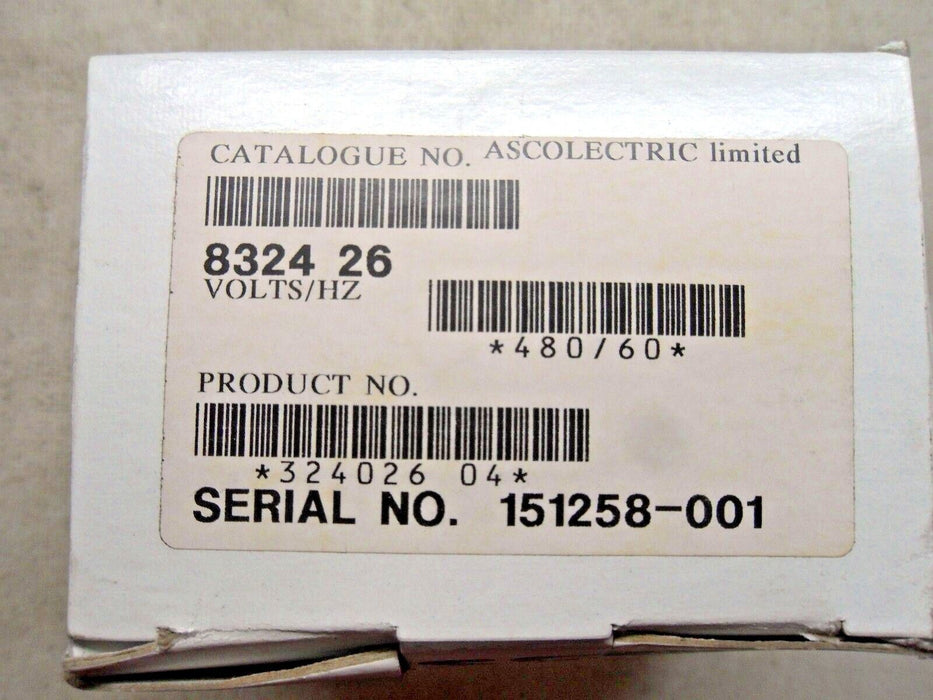 CATALOGUE NO. ASCOLECTRIC limited
8324 26
VOLTS/HZ
*480/60*
PRODUCT NO.
*324026 04*
SERIAL NO. 151258-001